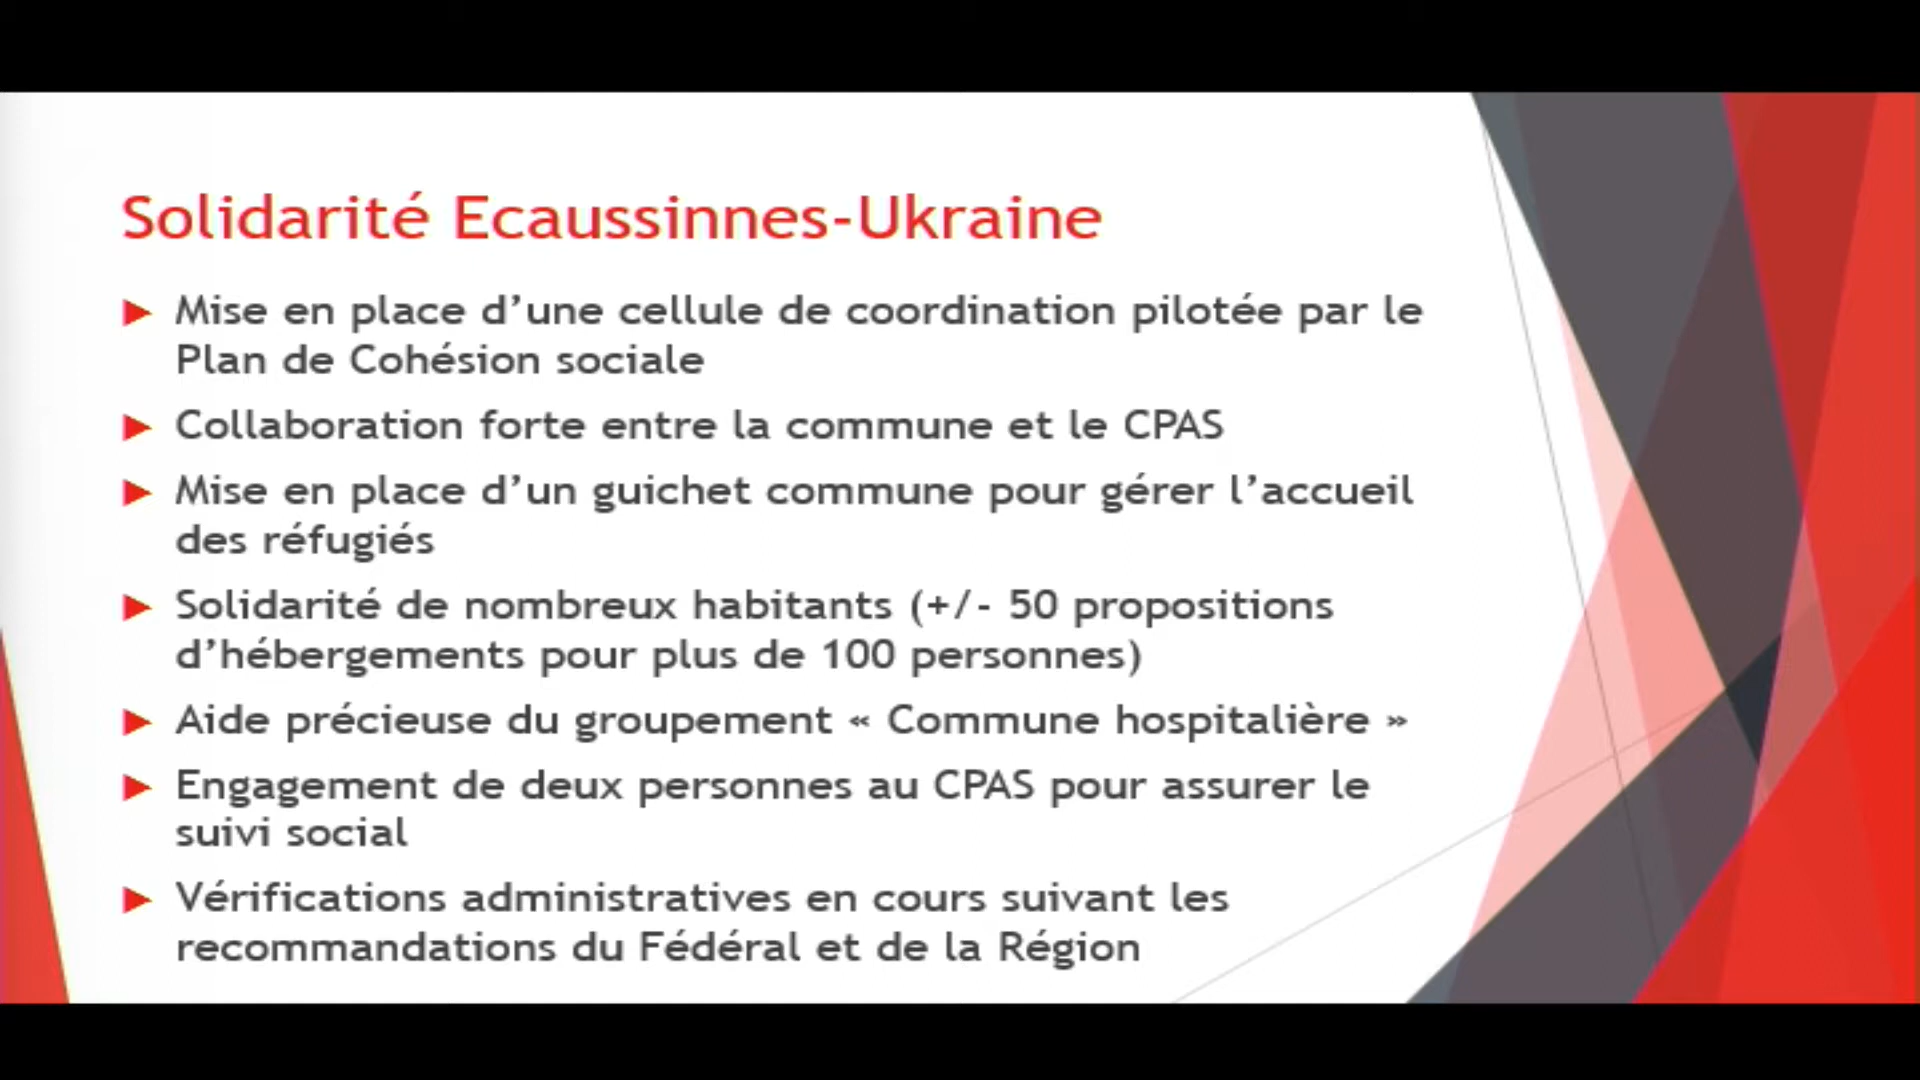 Solidarité Ecaussinnes-Ukraine
Mise en place d’une cellule de coordination pilotée par le
Plan de Cohésion sociale
Collaboration forte entre la commune et le CPAS
Mise en place d’un guichet commune pour gérer l’accueil
des réfugiés
Solidarité de nombreux habitants (+/- 50 propositions
d’hébergements pour plus de 100 personnes)
Aide précieuse du groupement « Commune hospitalière »
Engagement de deux personnes au CPAS pour assurer le
suivi social
Vérifications administratives en cours suivant les
recommandations du Fédéral et de la Région